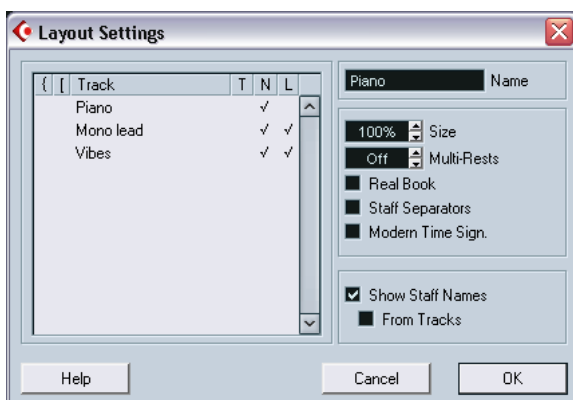 Layout Settings
{ [ Track T N L
Piano √
Mono lead √ √
Vibes √ √
Piano Name
100% Size
Off Multi-Rests
Real Book
Staff Separators
Modern Time Sign.
Show Staff Names
From Tracks
Help Cancel OK